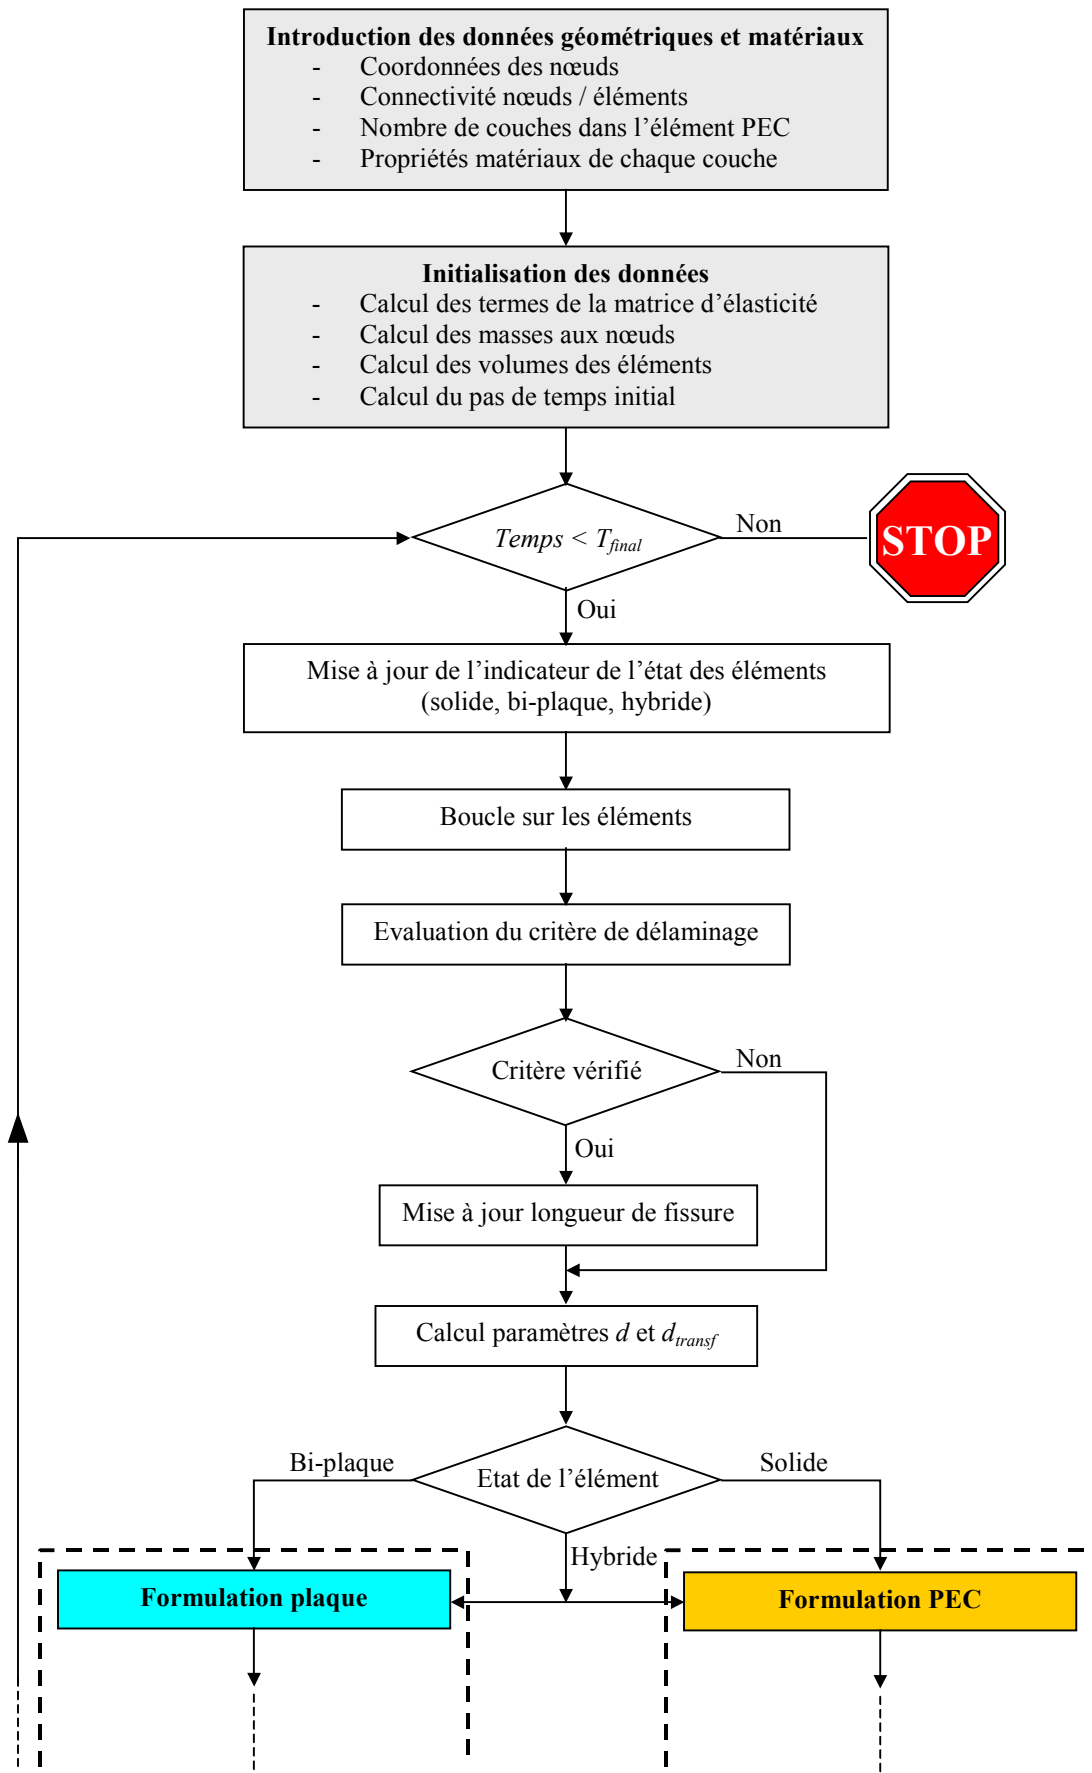 Introduction des données géométriques et matériaux
- Coordonnées des nœuds
- Connectivité nœuds / éléments
- Nombre de couches dans l’élément PEC
- Propriétés matériaux de chaque couche
Initialisation des données
- Calcul des termes de la matrice d’élasticité
- Calcul des masses aux nœuds
- Calcul des volumes des éléments
- Calcul du pas de temps initial
Temps < T_final
Non
STOP
Oui
Mise à jour de l’indicateur de l’état des éléments
(solide, bi-plaque, hybride)
Boucle sur les éléments
Evaluation du critère de délaminage
Critère vérifié
Non
Oui
Mise à jour longueur de fissure
Calcul paramètres d et d_transf
Bi-plaque
Etat de l’élément
Solide
Hybride
Formulation plaque
Formulation PEC